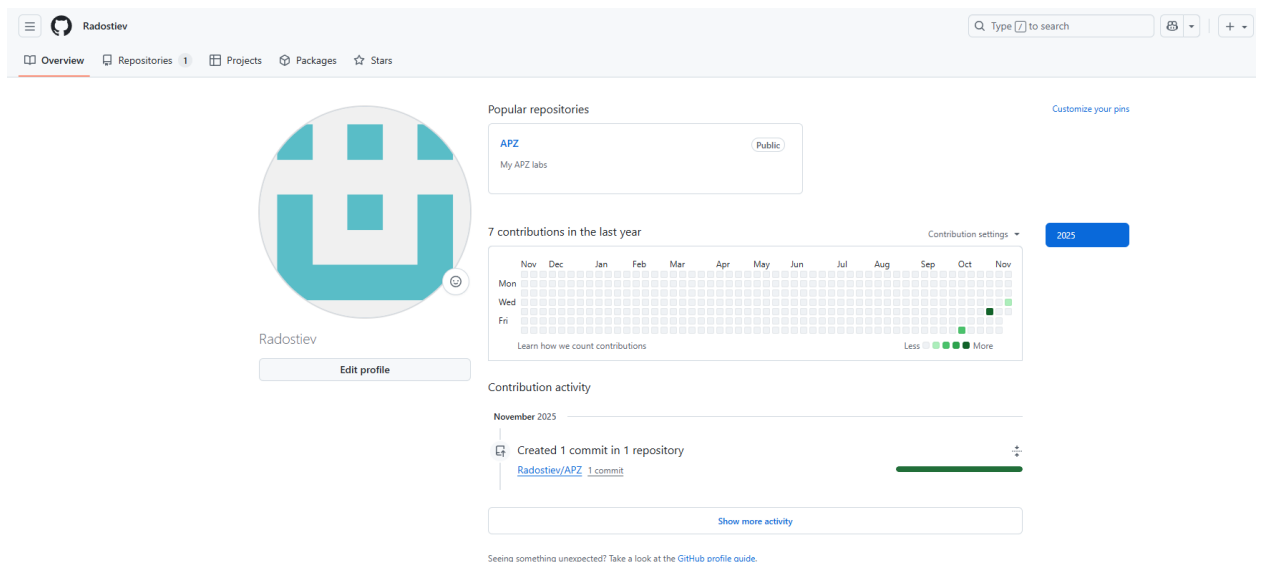 Radostiev
Type / to search
Overview
Repositories 1
Projects
Packages
Stars
Popular repositories
Customize your pins
APZ
Public
My APZ labs
7 contributions in the last year
Contribution settings
2025
Nov Dec Jan Feb Mar Apr May Jun Jul Aug Sep Oct Nov
Mon
Wed
Fri
Learn how we count contributions
Less More
Radostiev
Edit profile
Contribution activity
November 2025
Created 1 commit in 1 repository
Radostiev/APZ 1 commit
Show more activity
Seeing something unexpected? Take a look at the GitHub profile guide.